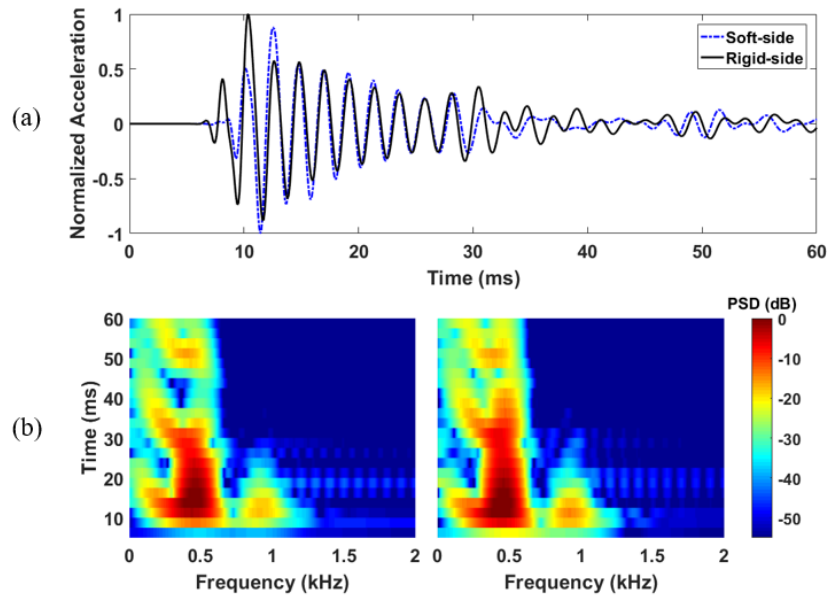 (a)
Normalized Acceleration
1
0.5
0
-0.5
-1
Soft-side
Rigid-side
0 10 20 30 40 50 60
Time (ms)
(b)
PSD (dB)
Time (ms)
60
50
40
30
20
10
0
-10
-20
-30
-40
-50
0 0.5 1 1.5 2
0 0.5 1 1.5 2
Frequency (kHz)
Frequency (kHz)